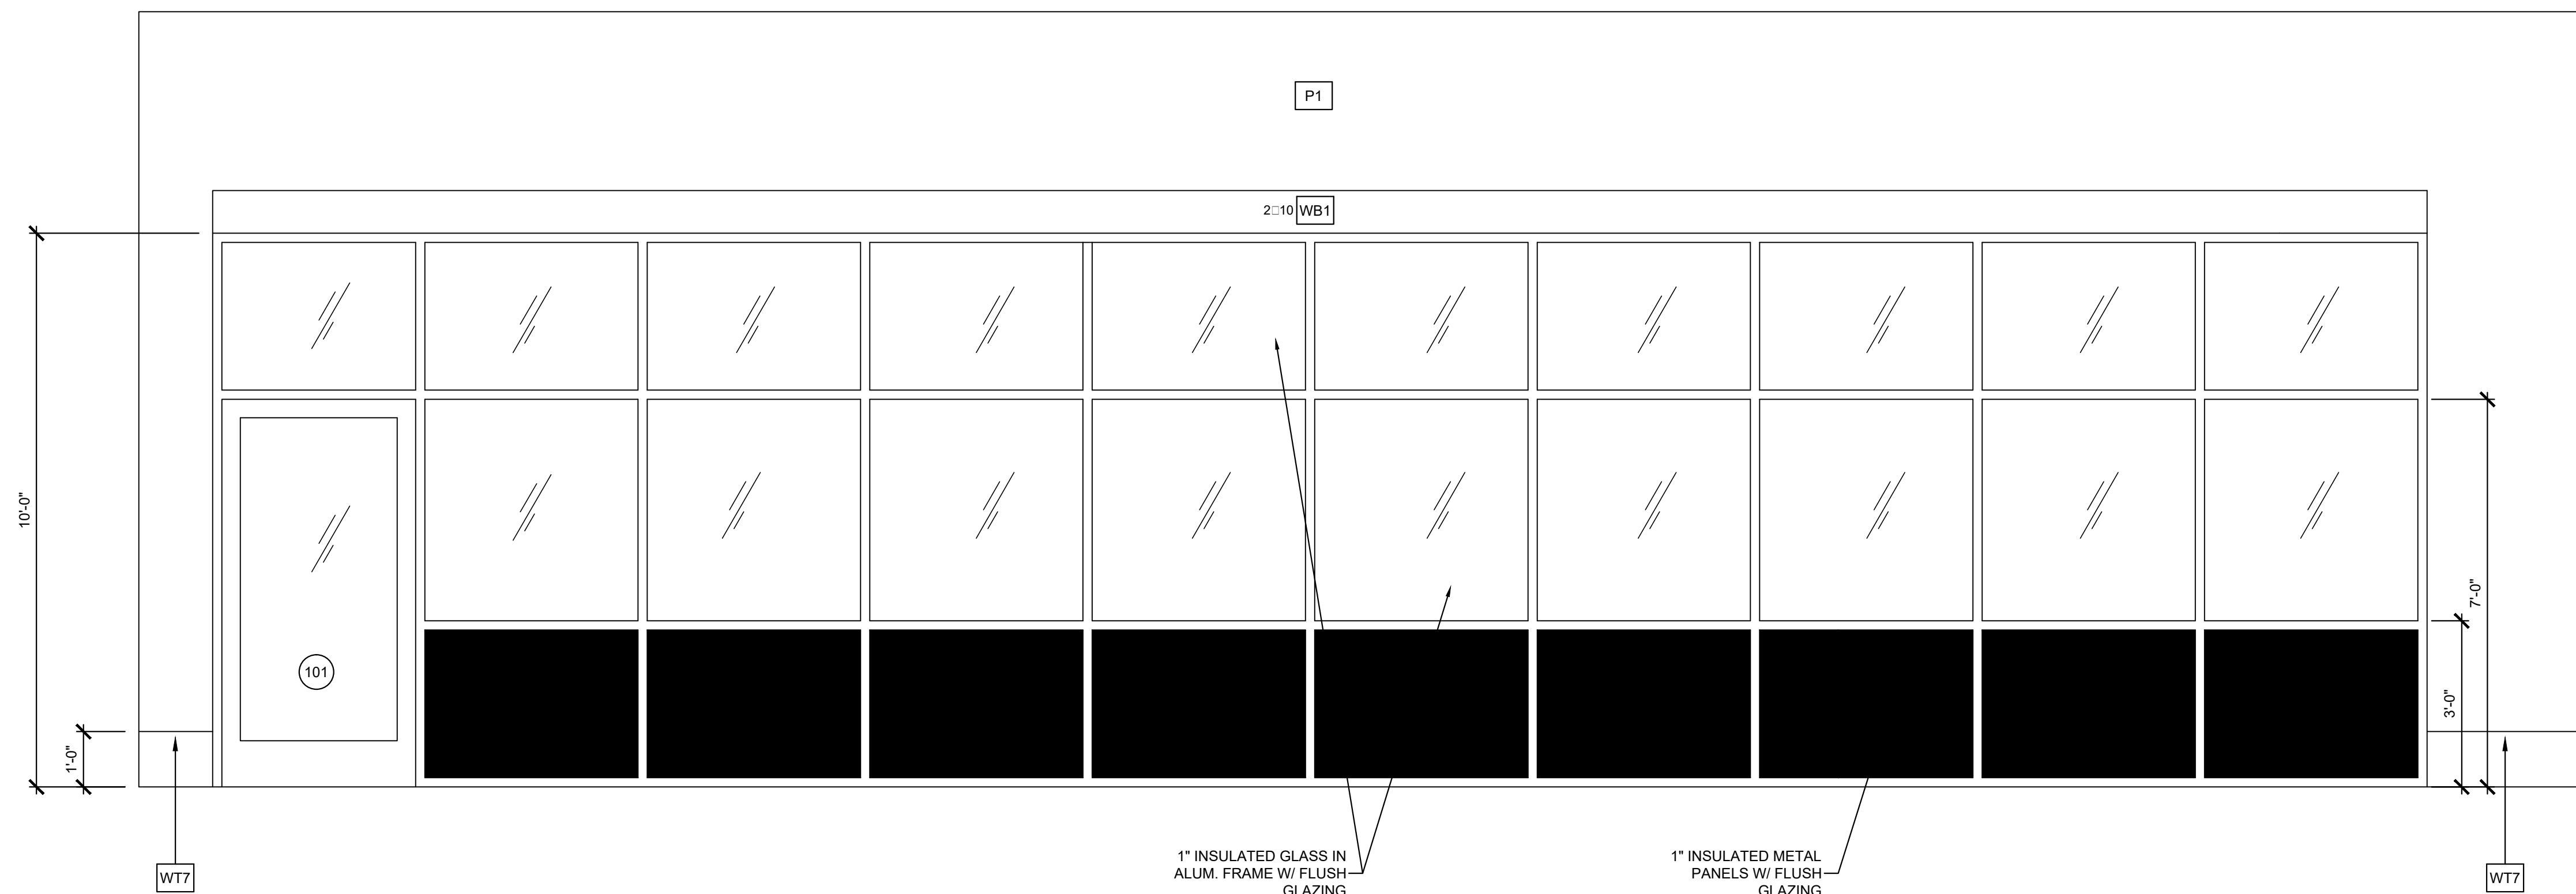 P1
2□10 WB1
10'-0"
7'-0"
3'-0"
1'-0"
101
1" INSULATED GLASS IN
ALUM. FRAME W/ FLUSH
GLAZING
1" INSULATED METAL
PANELS W/ FLUSH
GLAZING
WT7
WT7